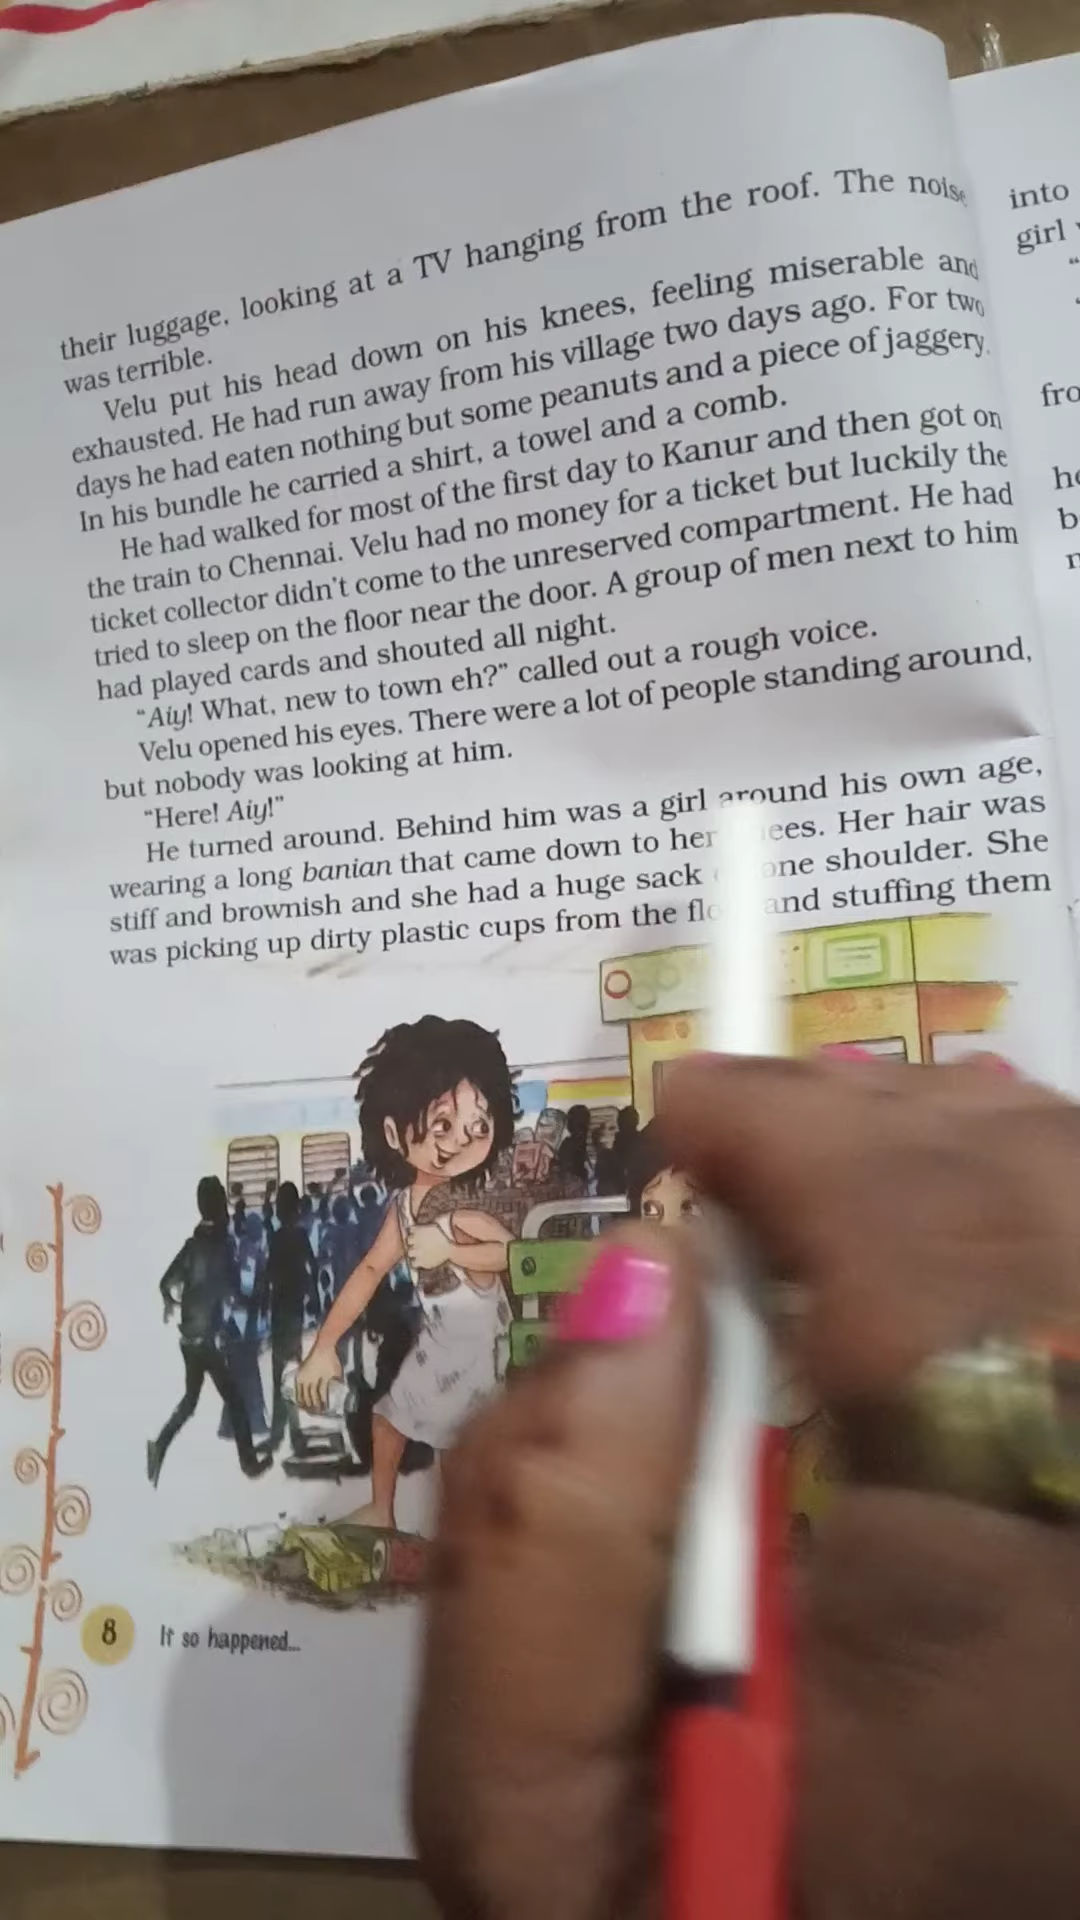 their luggage, looking at a TV hanging from the roof. The noise
was terrible.
Velu put his head down on his knees, feeling miserable and
exhausted. He had run away from his village two days ago. For two
days he had eaten nothing but some peanuts and a piece of jaggery.
In his bundle he carried a shirt, a towel and a comb.
He had walked for most of the first day to Kanur and then got on
the train to Chennai. Velu had no money for a ticket but luckily the
ticket collector didn't come to the unreserved compartment. He had
tried to sleep on the floor near the door. A group of men next to him
had played cards and shouted all night.
"Aiy! What, new to town eh?" called out a rough voice.
Velu opened his eyes. There were a lot of people standing around,
but nobody was looking at him.
"Here! Aiy!"
He turned around. Behind him was a girl around his own age,
wearing a long banian that came down to her ees. Her hair was
stiff and brownish and she had a huge sack one shoulder. She
was picking up dirty plastic cups from the flo and stuffing them
8 It so happened...
into
girl